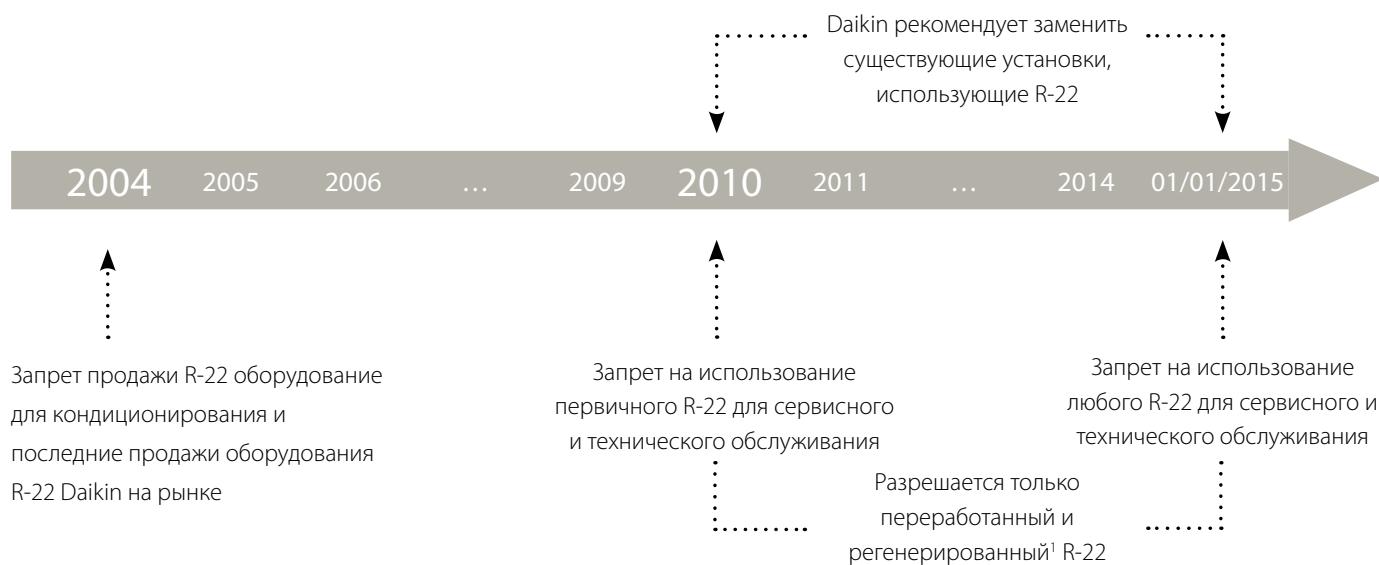 Daikin рекомендует заменить
существующие установки,
использующие R-22
2004 2005 2006 … 2009 2010 2011 … 2014 01/01/2015
Запрет продажи R-22 оборудование
для кондиционирования и
последние продажи оборудования
R-22 Daikin на рынке
Запрет на использование
первичного R-22 для сервисного
и технического обслуживания
Запрет на использование
любого R-22 для сервисного и
технического обслуживания
Разрешается только
переработанный и
регенерированный¹ R-22